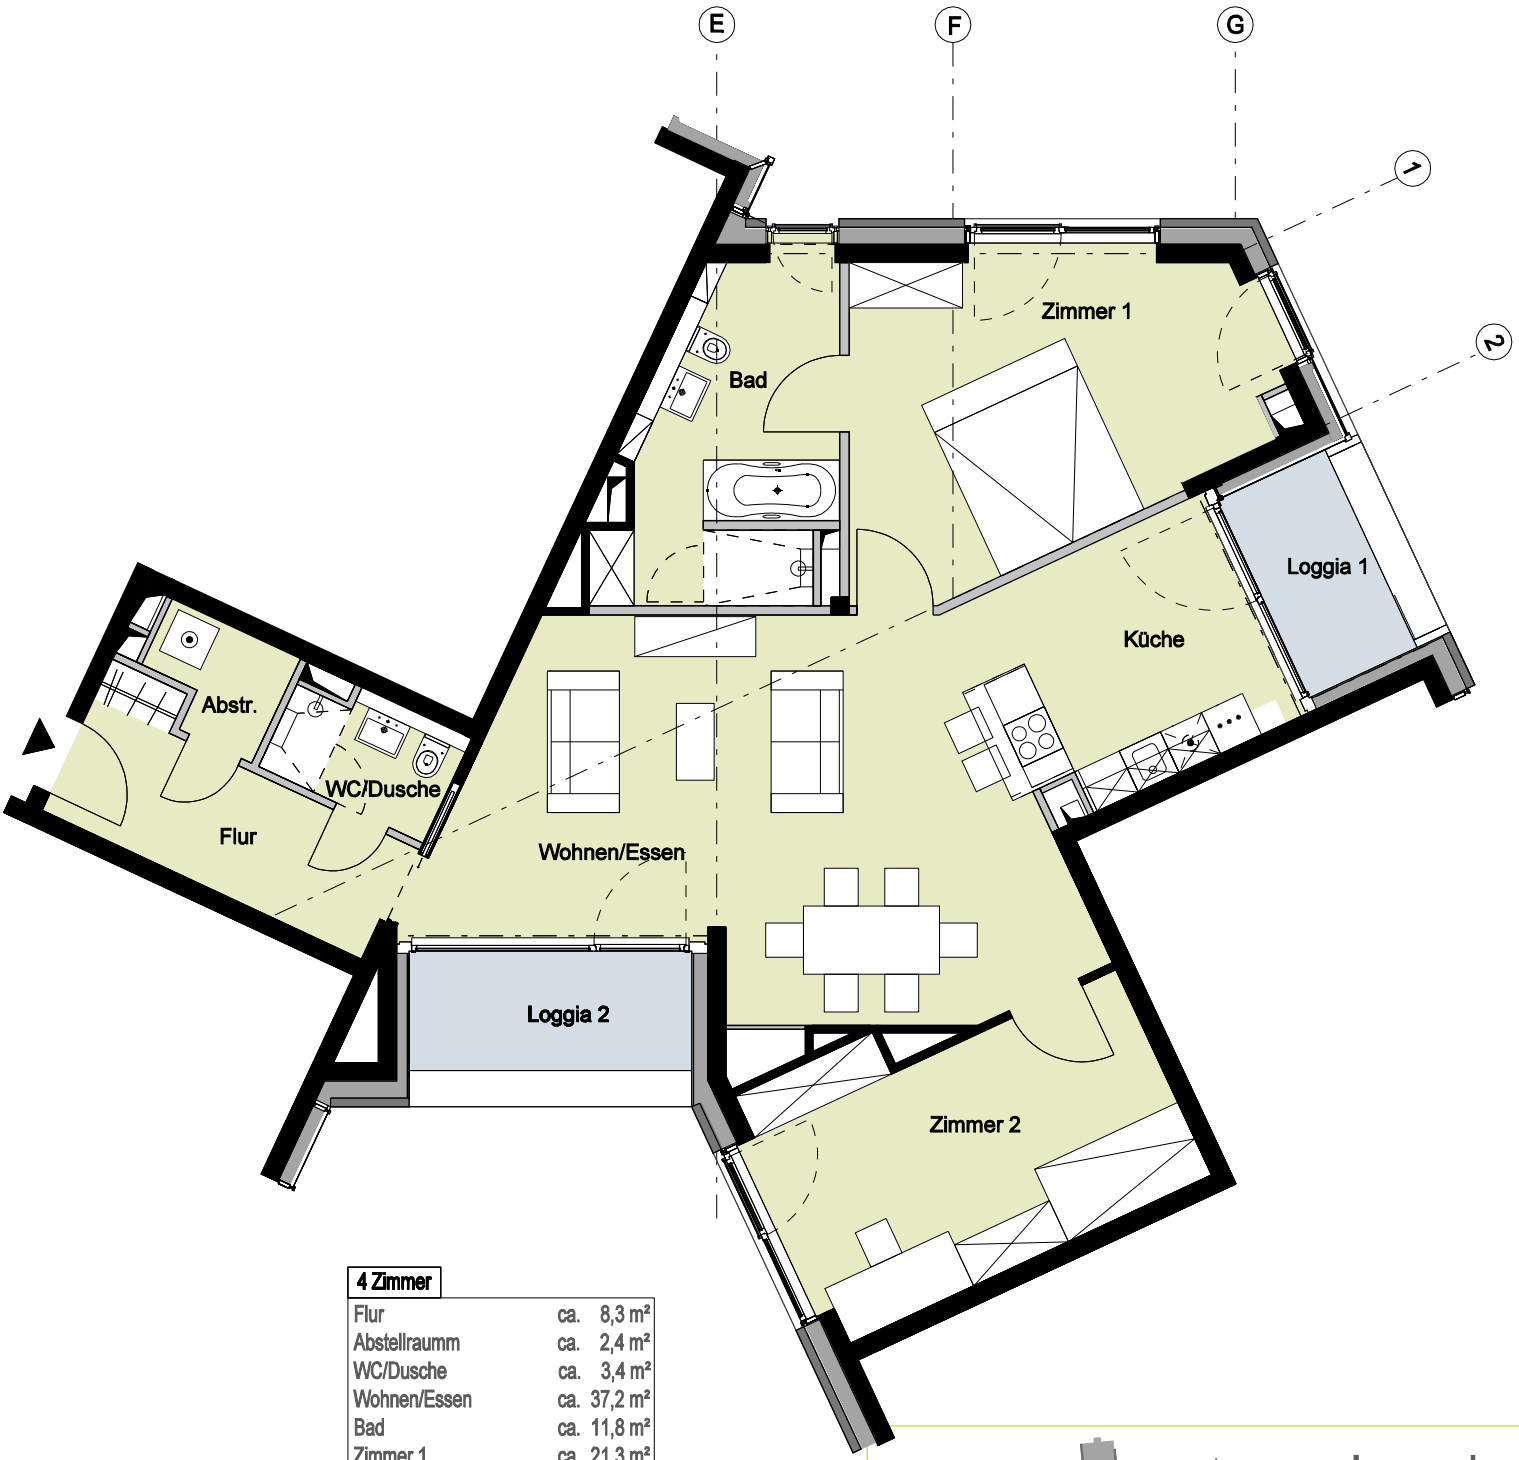 E
F
G
1
2
Zimmer 1
Bad
Loggia 1
Küche
Abstr.
WC/Dusche
Flur
Wohnen/Essen
Loggia 2
Zimmer 2
4 Zimmer
Flur ca. 8,3 m²
Abstellraumm ca. 2,4 m²
WC/Dusche ca. 3,4 m²
Wohnen/Essen ca. 37,2 m²
Bad ca. 11,8 m²
Zimmer 1 ca. 21,3 m²